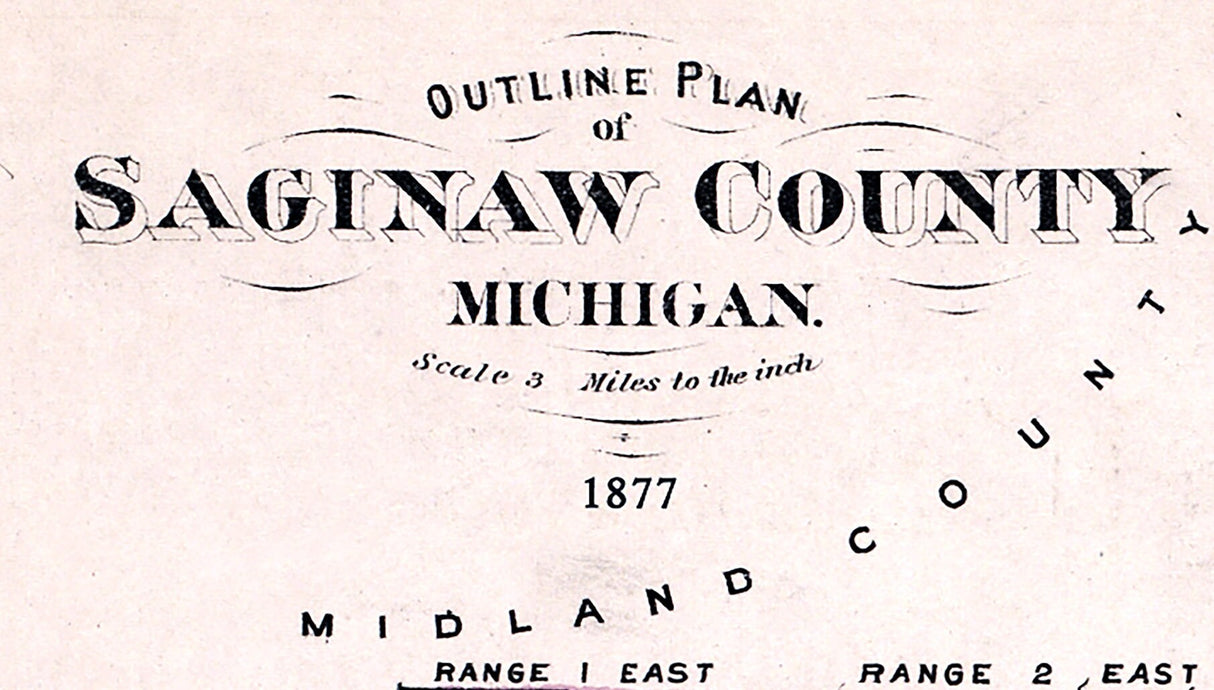 OUTLINE PLAN
of
SAGINAW COUNTY
MICHIGAN.
Scale 3 Miles to the inch
1877
MIDLAND COUNTY
RANGE 1 EAST RANGE 2 EAST